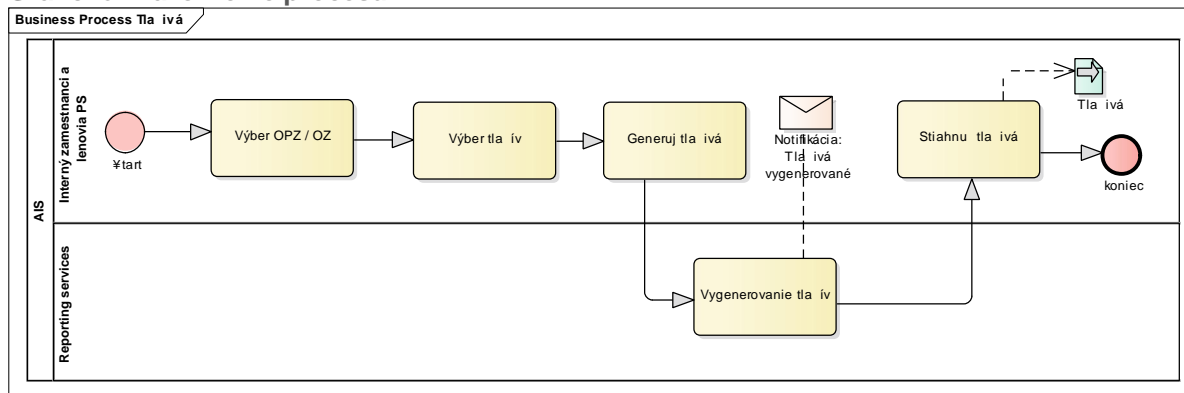 Business Process Tla ivá
AIS
Interný zamestnanci a
lenovia PS
Reporting services
¥tart
Výber OPZ / OZ
Výber tla ív
Generuj tla ivá
Notifikácia:
Tla ivá
vygenerované
Stiahnu tla ivá
Tla ivá
koniec
Vygenerovanie tla ív